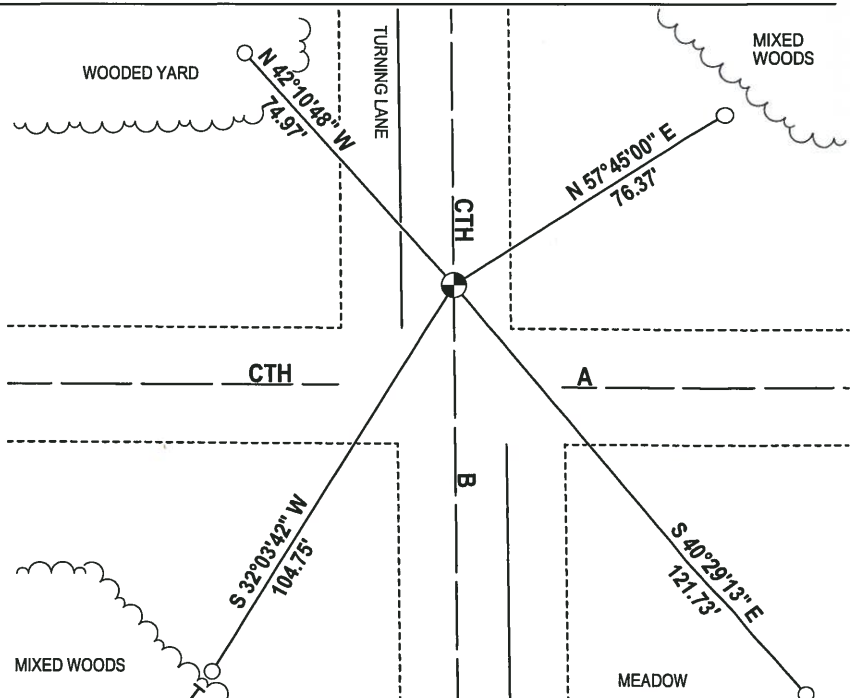 WOODED YARD
N 42°10'48" W
74.97'
TURNING LANE
MIXED
WOODS
N 57°45'00" E
76.37'
CTH
CTH
A
B
S 32°03'42" W
104.75'
S 40°29'13" E
121.73'
MIXED WOODS
MEADOW